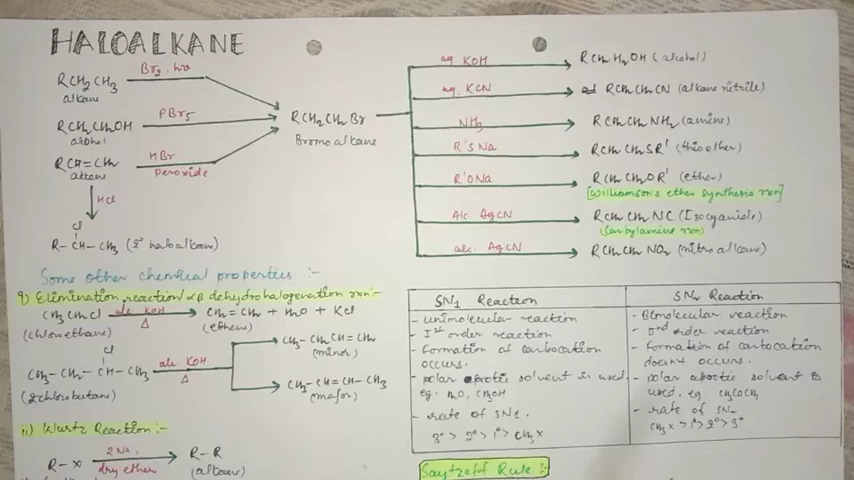 HALOALKANE
RCH2CH3 Br2, hν
alkane
RCH2CH2OH PBr5
alcohol
RCH=CH2 HBr
alkene peroxide
HCl
Cl
R-CH-CH3 (2° haloalkane)
RCH2CH2Br
Bromoalkane
aq. KOH RCH2CH2OH (alcohol)
aq. KCN RCH2CH2CN (alkane nitrile)
NH3 RCH2CH2NH2 (amine)
R'SNa RCH2CH2SR' (thioether)
R'ONa RCH2CH2OR' (ether)
[Williamson's ether synthesis rxn]
Alc. AgCN RCH2CH2NC (Isocyanide)
(carbylamine rxn)
alc. AgCN RCH2CH2NO2 (nitroalkane)
Some other chemical properties :-
Elimination reaction or β dehydrohalogenation rxn:-
CH3CH2Cl alc. KOH Δ CH2=CH2 + H2O + KCl
(chloroethane) (ethene)
Cl
CH3-CH2-CH-CH3 alc. KOH Δ
(2chlorobutane)
CH3-CH2CH=CH2
(minor)
CH3-CH=CH-CH3
(major)
ii) Wurtz Reaction:-
R-X 2Na, dry ether R-R
(alkane)
SN1 Reaction
- Unimolecular reaction
- Ist order reaction
- formation of carbocation
occurs.
- polar solvent is used.
eg. H2O, CH3OH
- rate of SN1.
3° > 2° > 1° > CH3X
SN2 Reaction
- Bimolecular reaction
- IInd order reaction
- Formation of carbocation
doesn't occurs.
- polar aprotic solvent is
used, eg. CH3COCH3
- rate of SN2
CH3X > 1° > 2° > 3°
Saytzeff Rule:-